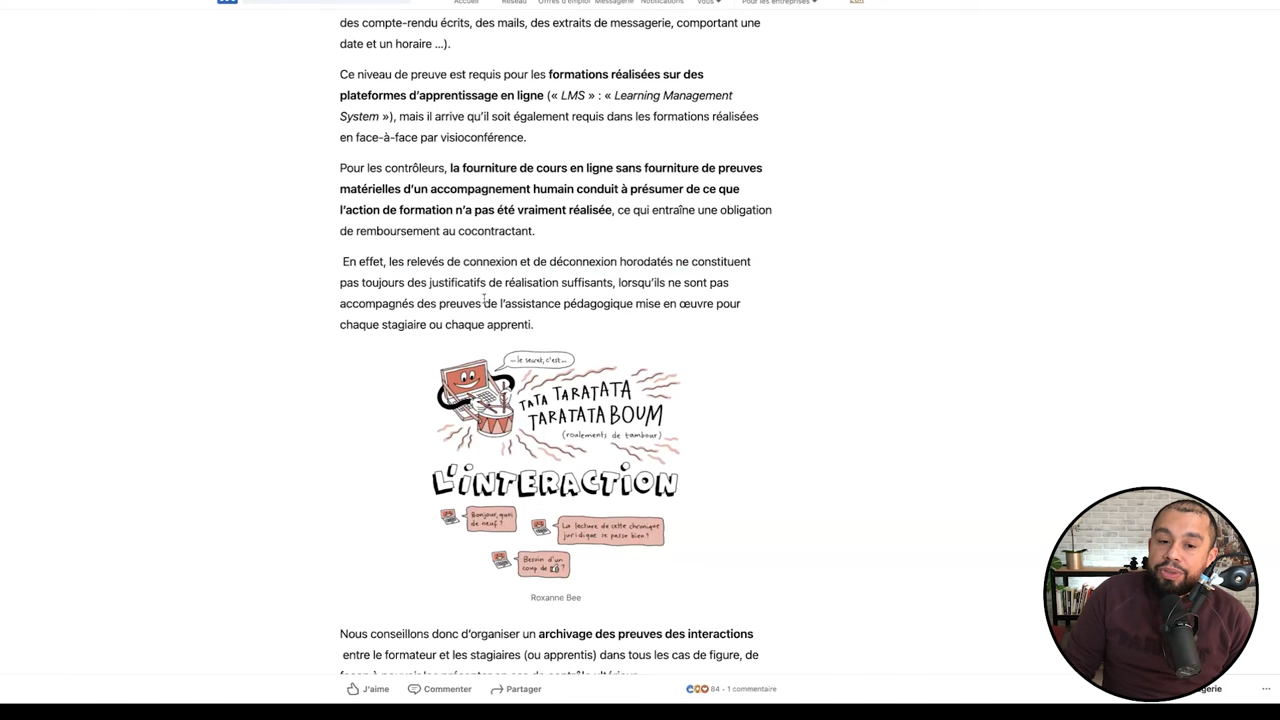 Accueil Réseau Offres d'emploi Messagerie Notifications Vous Pour les entreprises
des compte-rendu écrits, des mails, des extraits de messagerie, comportant une
date et un horaire …).
Ce niveau de preuve est requis pour les formations réalisées sur des
plateformes d'apprentissage en ligne (« LMS » : « Learning Management
System »), mais il arrive qu'il soit également requis dans les formations réalisées
en face-à-face par visioconférence.
Pour les contrôleurs, la fourniture de cours en ligne sans fourniture de preuves
matérielles d'un accompagnement humain conduit à présumer de ce que
l'action de formation n'a pas été vraiment réalisée, ce qui entraîne une obligation
de remboursement au cocontractant.
En effet, les relevés de connexion et de déconnexion horodatés ne constituent
pas toujours des justificatifs de réalisation suffisants, lorsqu'ils ne sont pas
accompagnés des preuves de l'assistance pédagogique mise en œuvre pour
chaque stagiaire ou chaque apprenti.
...le secret, c'est...
TATA TARATATA
TARATATA BOUM
(roulements de tambour)
L'INTERACTION
Bonjour, quoi
de neuf ?
La lecture de cette chronique
juridique se passe bien ?
Besoin d'un
coup de ?
Roxanne Bee
Nous conseillons donc d'organiser un archivage des preuves des interactions
entre le formateur et les stagiaires (ou apprentis) dans tous les cas de figure, de
J'aime Commenter Partager 84 · 1 commentaire